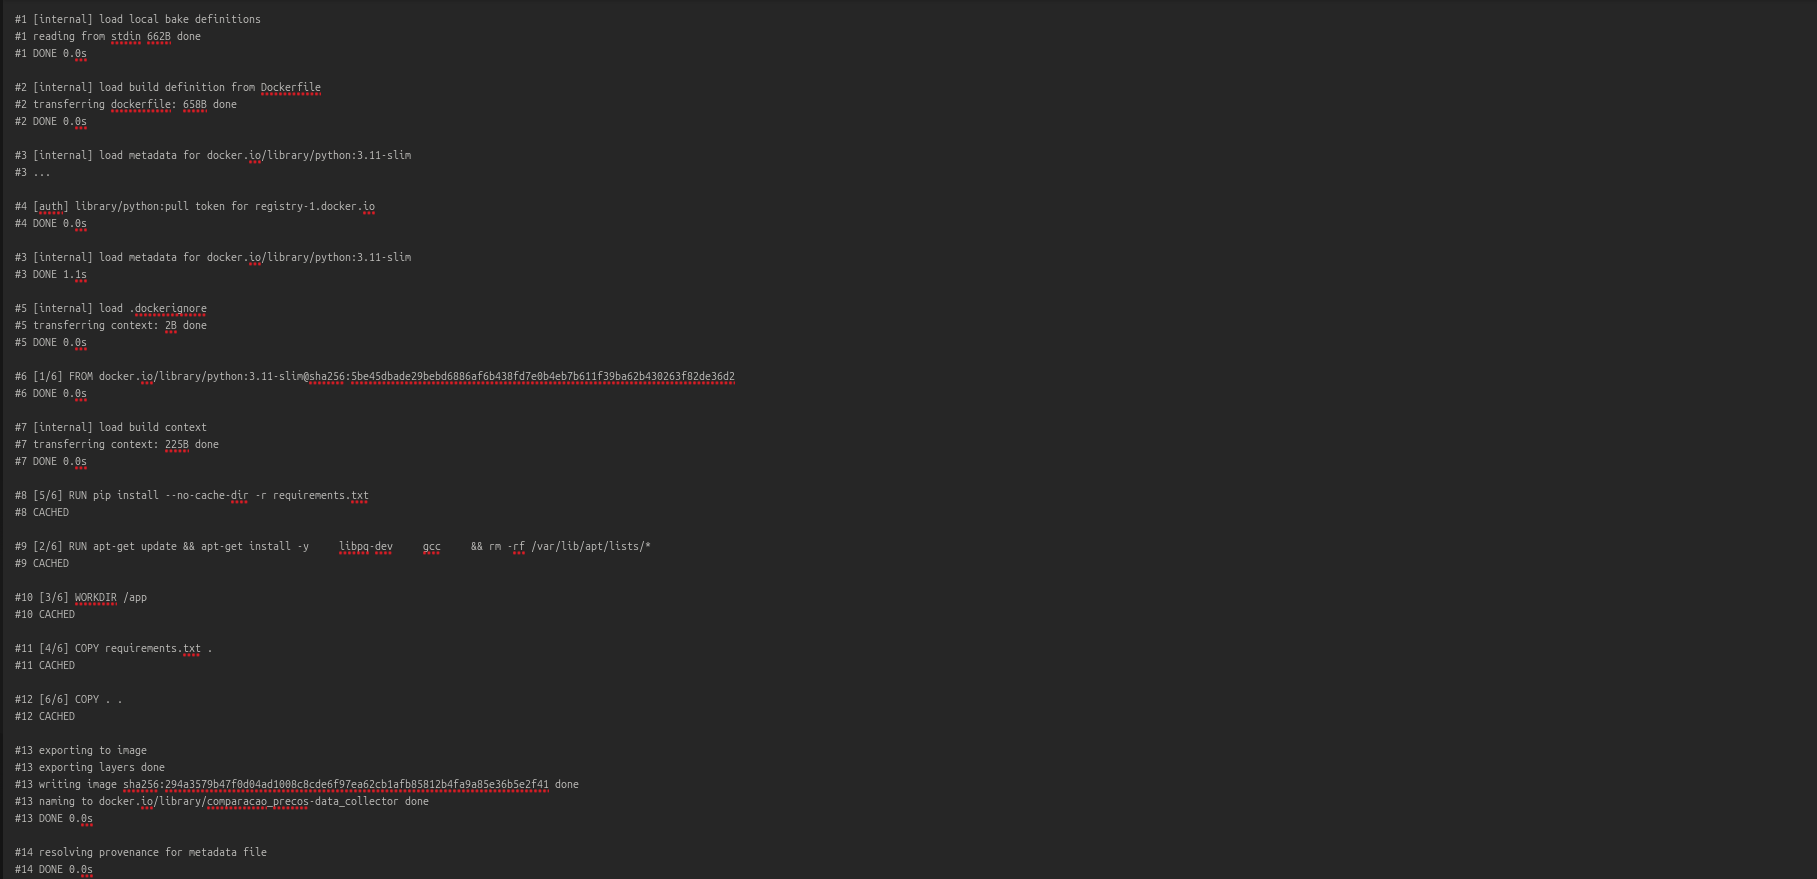 #1 [internal] load local bake definitions
#1 reading from stdin 662B done
#1 DONE 0.0s

#2 [internal] load build definition from Dockerfile
#2 transferring dockerfile: 658B done
#2 DONE 0.0s

#3 [internal] load metadata for docker.io/library/python:3.11-slim
#3 ...

#4 [auth] library/python:pull token for registry-1.docker.io
#4 DONE 0.0s

#3 [internal] load metadata for docker.io/library/python:3.11-slim
#3 DONE 1.1s

#5 [internal] load .dockerignore
#5 transferring context: 2B done
#5 DONE 0.0s

#6 [1/6] FROM docker.io/library/python:3.11-slim@sha256:5be45dbade29bebd6886af6b438fd7e0b4eb7b611f39ba62b430263f82de36d2
#6 DONE 0.0s

#7 [internal] load build context
#7 transferring context: 225B done
#7 DONE 0.0s

#8 [5/6] RUN pip install --no-cache-dir -r requirements.txt
#8 CACHED

#9 [2/6] RUN apt-get update && apt-get install -y     libpq-dev     gcc     && rm -rf /var/lib/apt/lists/*
#9 CACHED

#10 [3/6] WORKDIR /app
#10 CACHED

#11 [4/6] COPY requirements.txt .
#11 CACHED

#12 [6/6] COPY . .
#12 CACHED

#13 exporting to image
#13 exporting layers done
#13 writing image sha256:294a3579b47f0d04ad1008c8cde6f97ea62cb1afb85812b4fa9a85e36b5e2f41 done
#13 naming to docker.io/library/comparacao_precos-data_collector done
#13 DONE 0.0s

#14 resolving provenance for metadata file
#14 DONE 0.0s